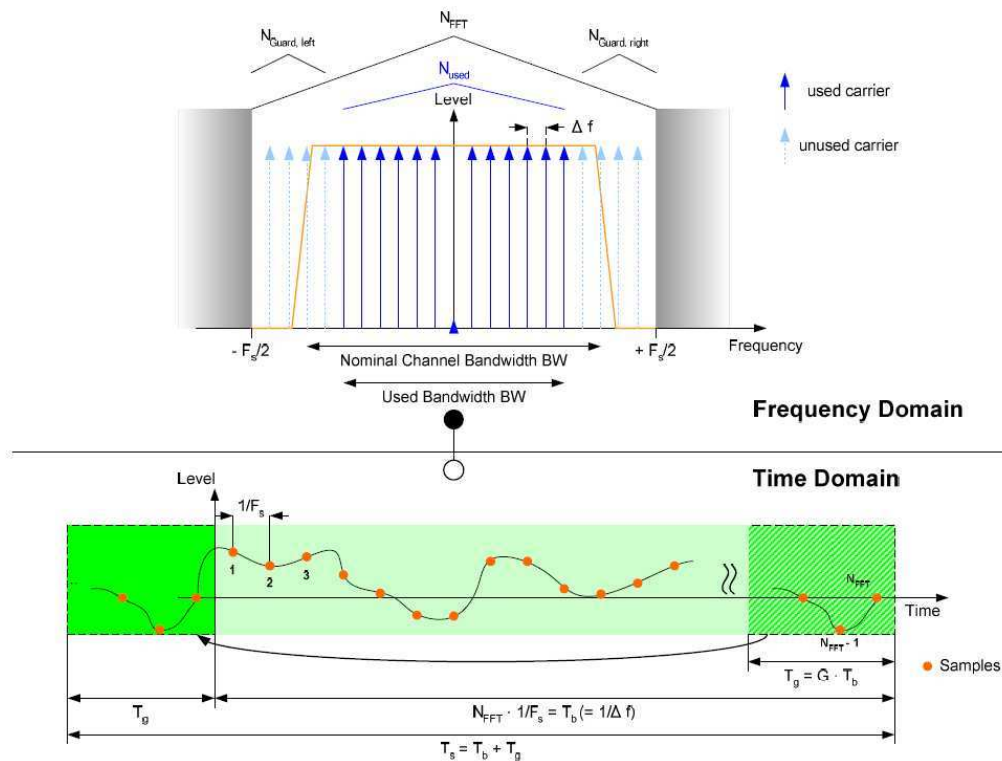 N_FFT
N_Guard, left
N_Guard, right
N_used
Level
Δ f
used carrier
unused carrier
- F_s/2
+ F_s/2
Frequency
Nominal Channel Bandwidth BW
Used Bandwidth BW
Frequency Domain
Time Domain
Level
1/F_s
1
2
3
N_FFT
Time
N_FFT - 1
Samples
T_g = G · T_b
T_g
N_FFT · 1/F_s = T_b (= 1/Δ f)
T_s = T_b + T_g